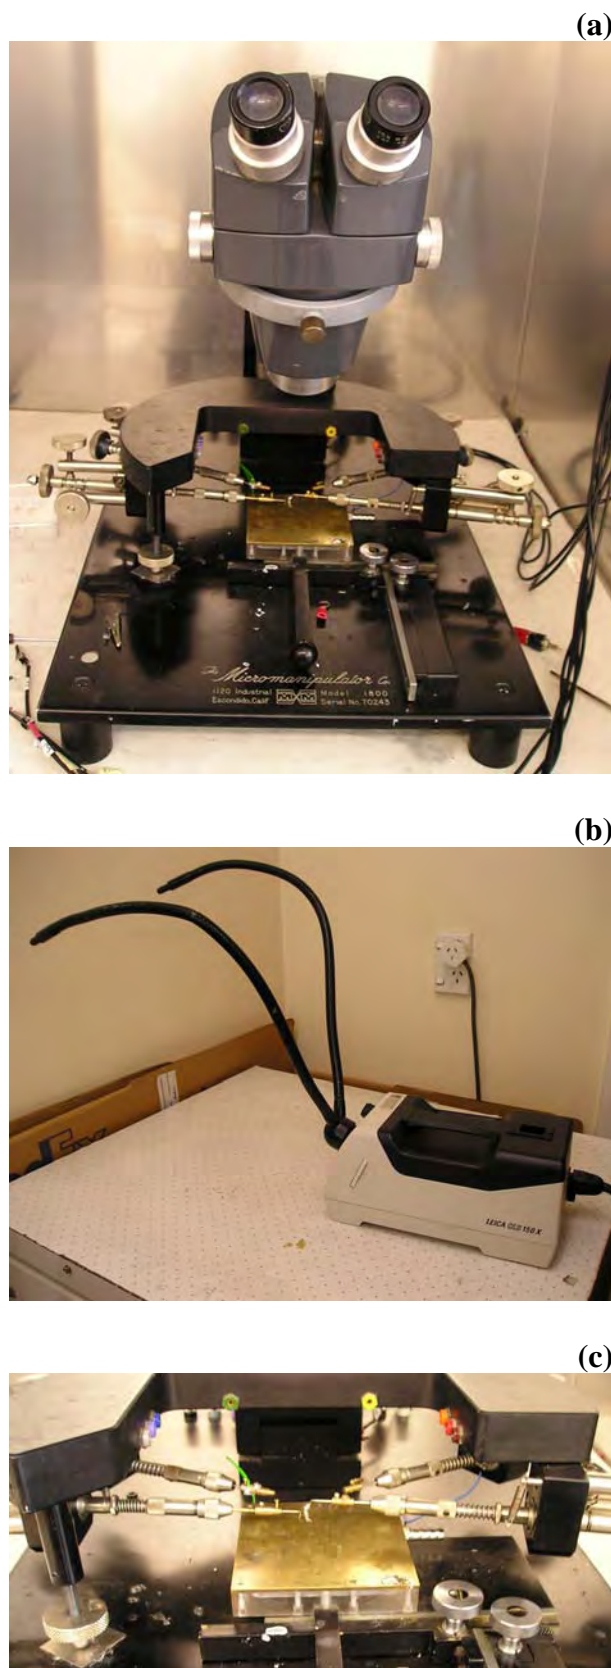 (a)
The Micromanipulator Co.
1120 Industrial Model 1800
Escondido, Calif Serial No. 70243
(b)
LEICA CLS 150 X
(c)